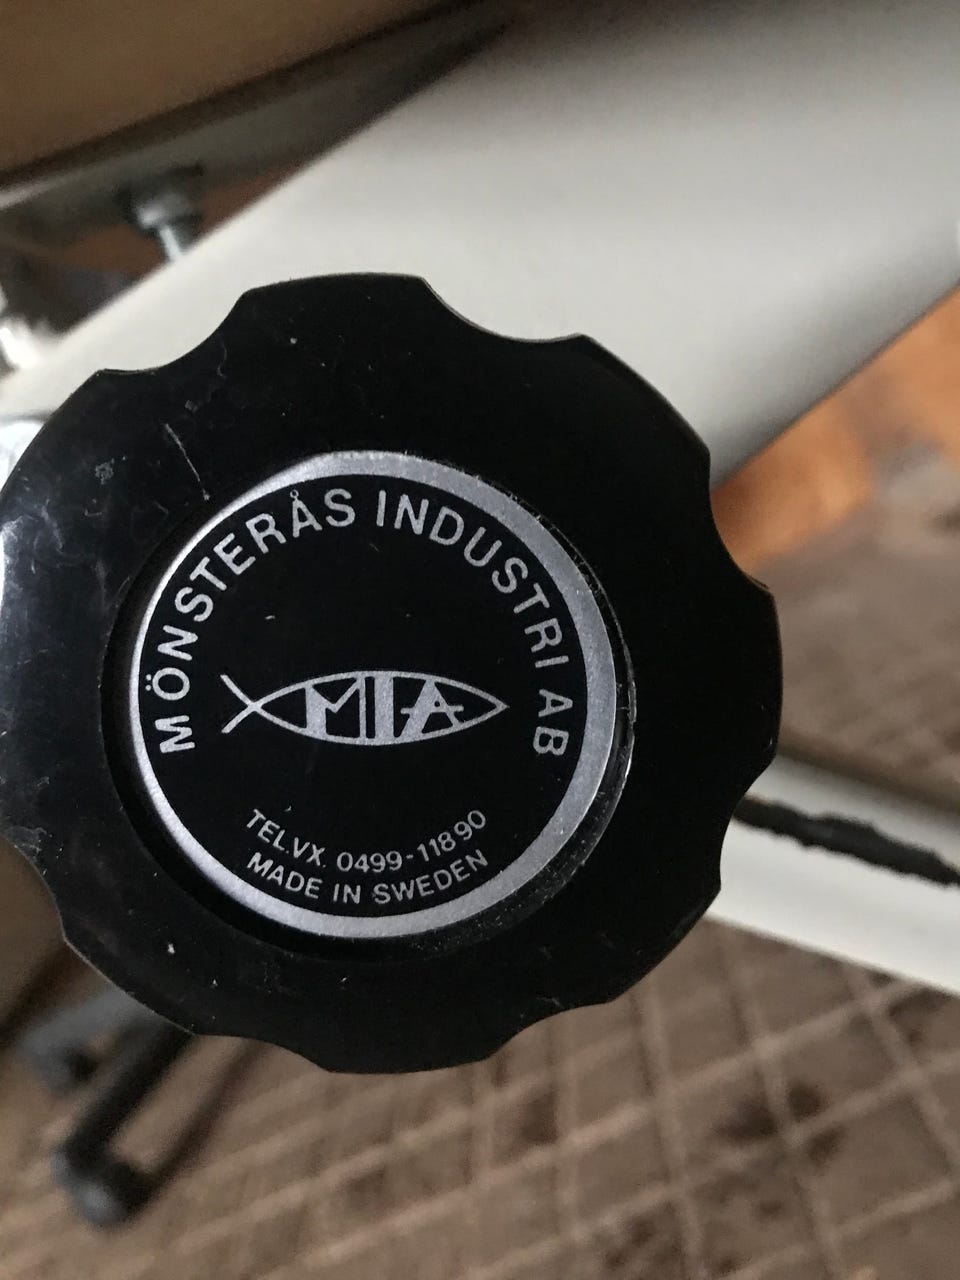 MÖNSTERÅS INDUSTRI AB
MIA
TEL.VX. 0499-11890
MADE IN SWEDEN